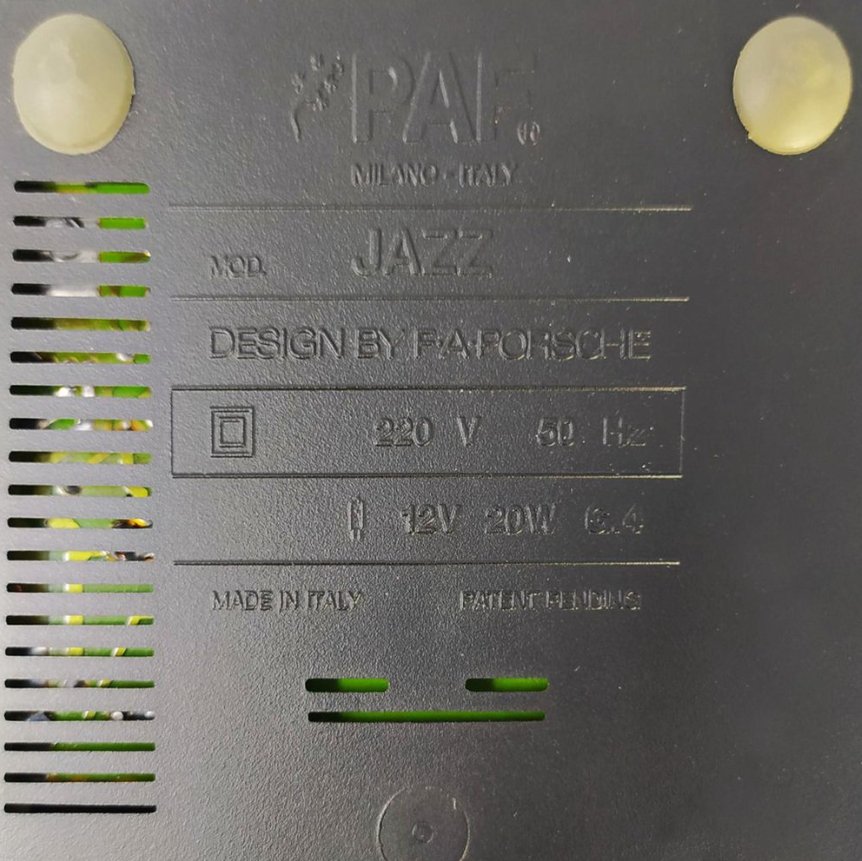 PAF®
MILANO - ITALY
MOD. JAZZ
DESIGN BY F·A·PORSCHE
220 V 50 Hz
12V 20W G.4
MADE IN ITALY PATENT PENDING